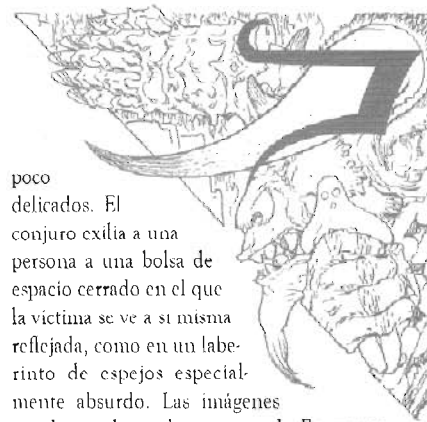 poco
delicados. El
conjuro exilia a una
persona a una bolsa de
espacio cerrado en el que
la víctima se ve a si misma
reflejada, como en un labe-
rinto de espejos especial-
mente absurdo. Las imágenes